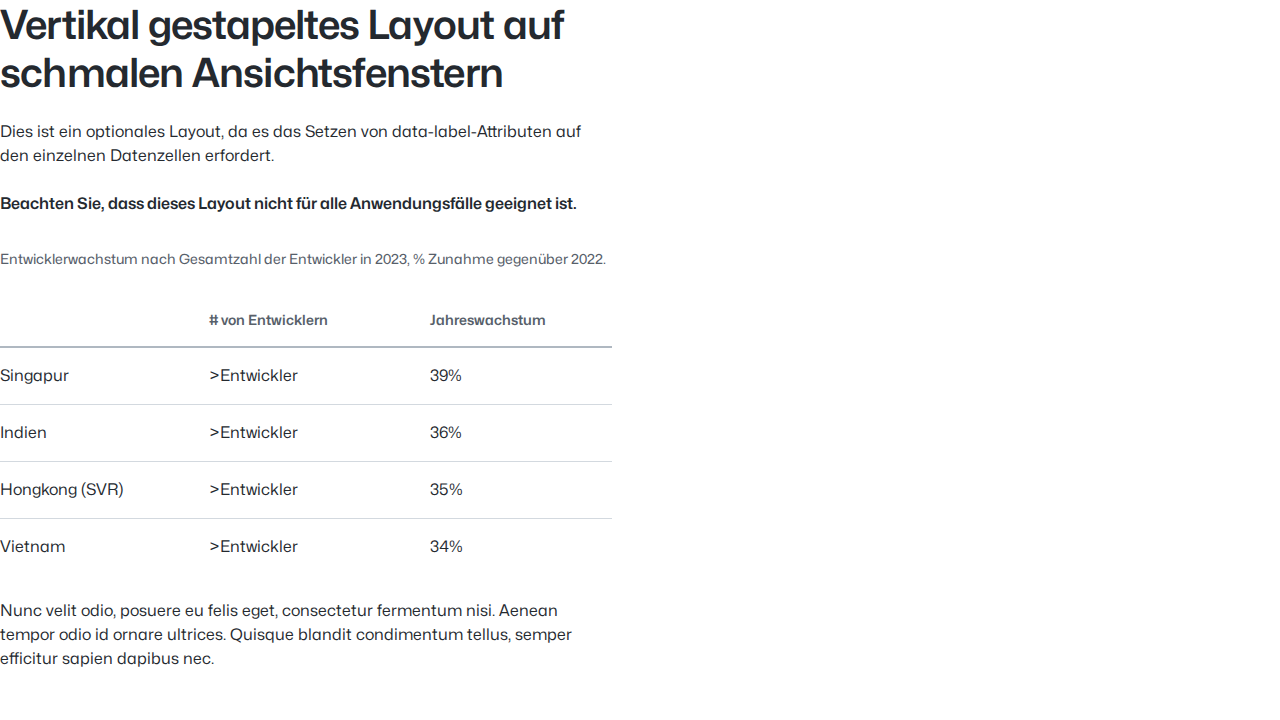 Vertikal gestapeltes Layout auf
schmalen Ansichtsfenstern
Dies ist ein optionales Layout, da es das Setzen von data-label-Attributen auf
den einzelnen Datenzellen erfordert.
Beachten Sie, dass dieses Layout nicht für alle Anwendungsfälle geeignet ist.
Entwicklerwachstum nach Gesamtzahl der Entwickler in 2023, % Zunahme gegenüber 2022.
# von Entwicklern Jahreswachstum
Singapur >Entwickler 39%
Indien >Entwickler 36%
Hongkong (SVR) >Entwickler 35%
Vietnam >Entwickler 34%
Nunc velit odio, posuere eu felis eget, consectetur fermentum nisi. Aenean
tempor odio id ornare ultrices. Quisque blandit condimentum tellus, semper
efficitur sapien dapibus nec.